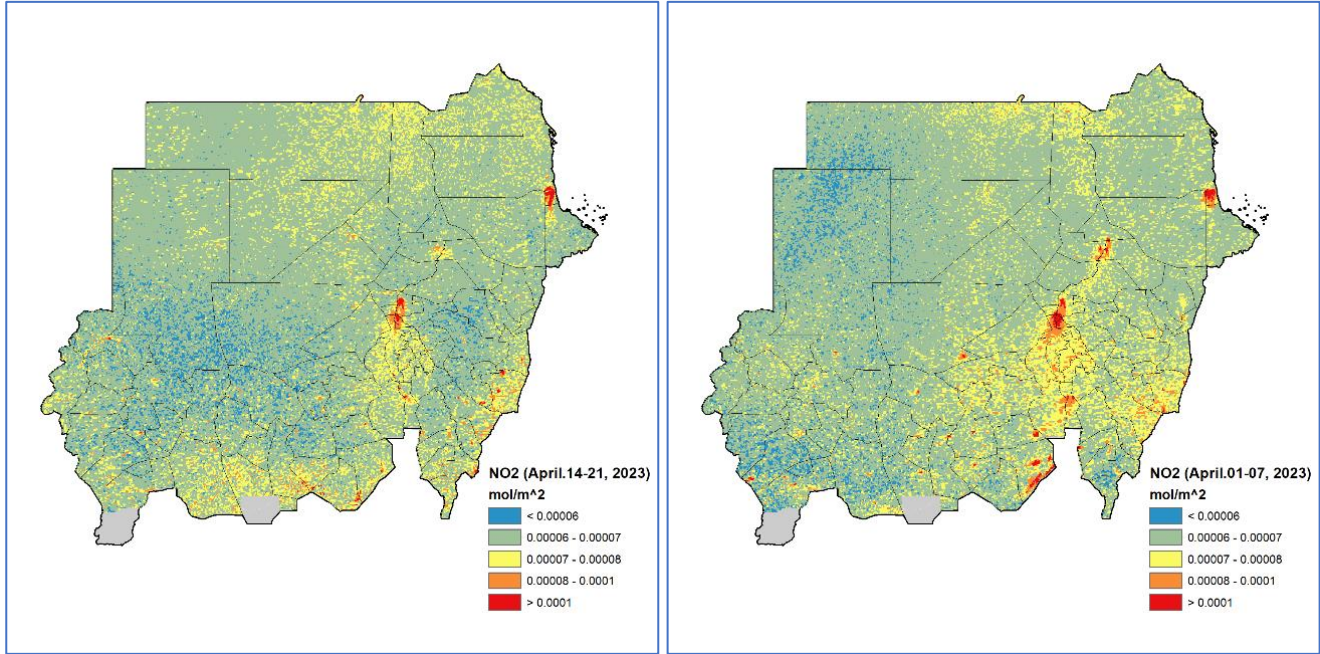 NO2 (April.14-21, 2023)
mol/m^2
< 0.00006
0.00006 - 0.00007
0.00007 - 0.00008
0.00008 - 0.0001
> 0.0001
NO2 (April.01-07, 2023)
mol/m^2
< 0.00006
0.00006 - 0.00007
0.00007 - 0.00008
0.00008 - 0.0001
> 0.0001